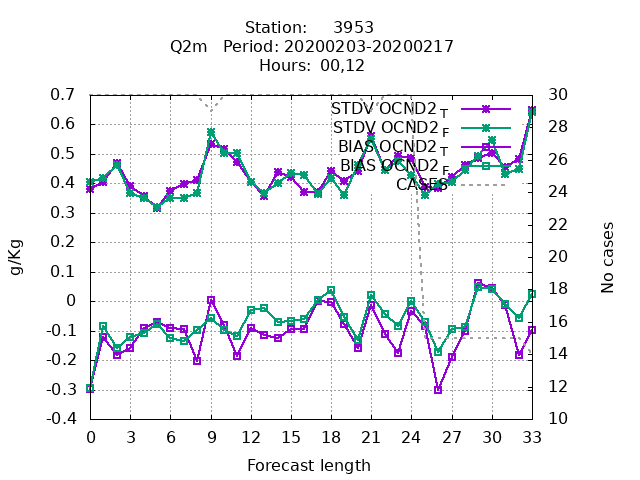 Station: 3953
Q2m Period: 20200203-20200217
Hours: 00,12
0.7
0.6
0.5
0.4
0.3
0.2
0.1
0
-0.1
-0.2
-0.3
-0.4
g/Kg
STDV OCND2 T
STDV OCND2 F
BIAS OCND2 T
BIAS OCND2 F
CASES
30
28
26
24
22
20
18
16
14
12
10
No cases
0 3 6 9 12 15 18 21 24 27 30 33
Forecast length